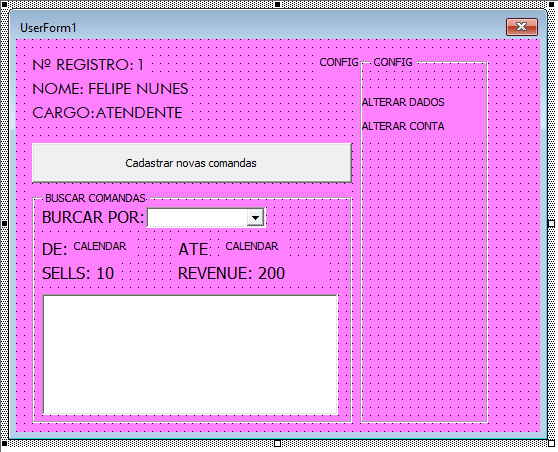 UserForm1
Nº REGISTRO: 1
CONFIG
CONFIG
NOME: FELIPE NUNES
ALTERAR DADOS
CARGO:ATENDENTE
ALTERAR CONTA
Cadastrar novas comandas
BUSCAR COMANDAS
BURCAR POR:
DE: CALENDAR ATE CALENDAR
SELLS: 10 REVENUE: 200